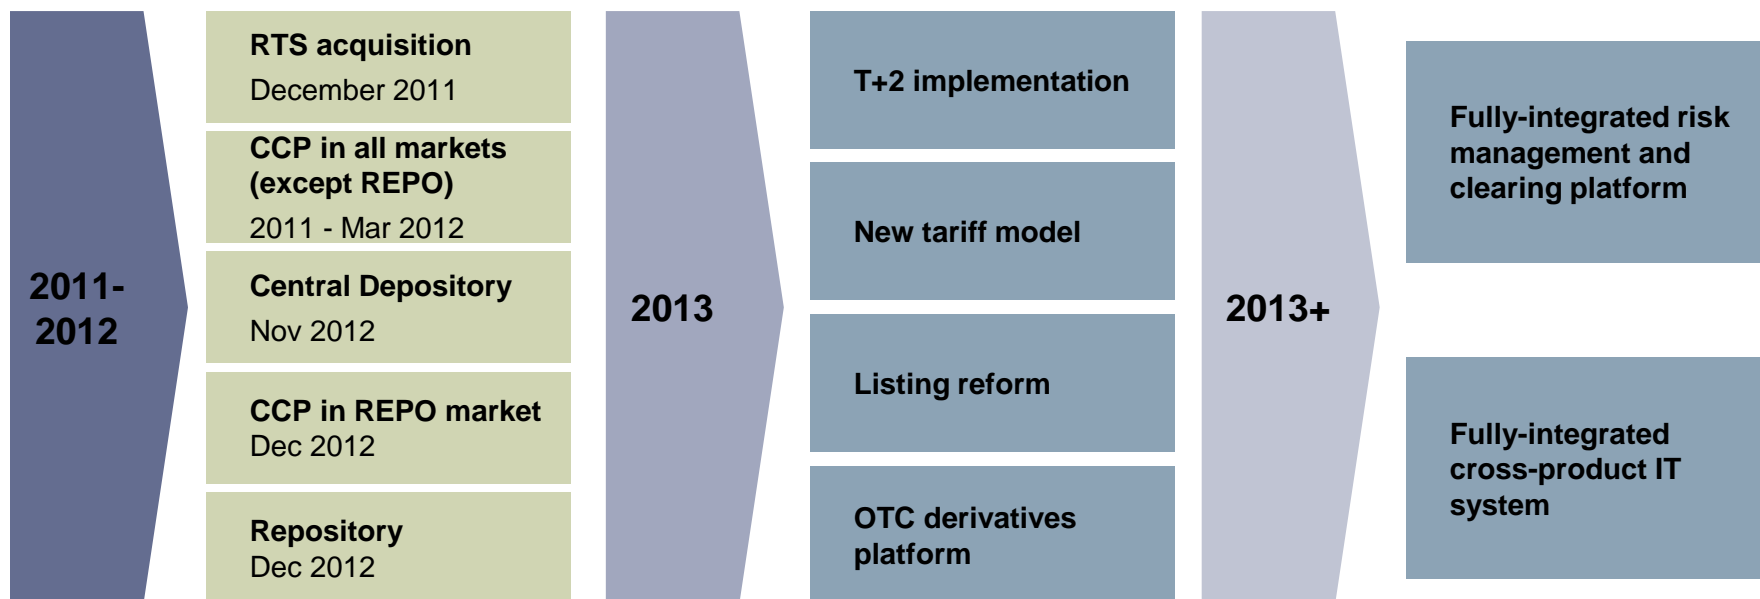 2011-
2012
RTS acquisition
December 2011
CCP in all markets
(except REPO)
2011 - Mar 2012
Central Depository
Nov 2012
CCP in REPO market
Dec 2012
Repository
Dec 2012
2013
T+2 implementation
New tariff model
Listing reform
OTC derivatives
platform
2013+
Fully-integrated risk
management and
clearing platform
Fully-integrated
cross-product IT
system